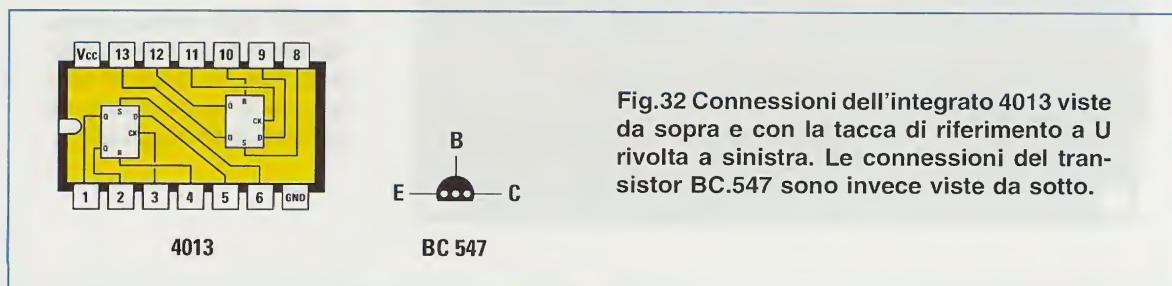 Vcc 13 12 11 10 9 8
Q S D CK Q R
Q R CK Q D S
1 2 3 4 5 6 GND
4013
B
E C
BC 547
Fig.32 Connessioni dell'integrato 4013 viste
da sopra e con la tacca di riferimento a U
rivolta a sinistra. Le connessioni del tran-
sistor BC.547 sono invece viste da sotto.